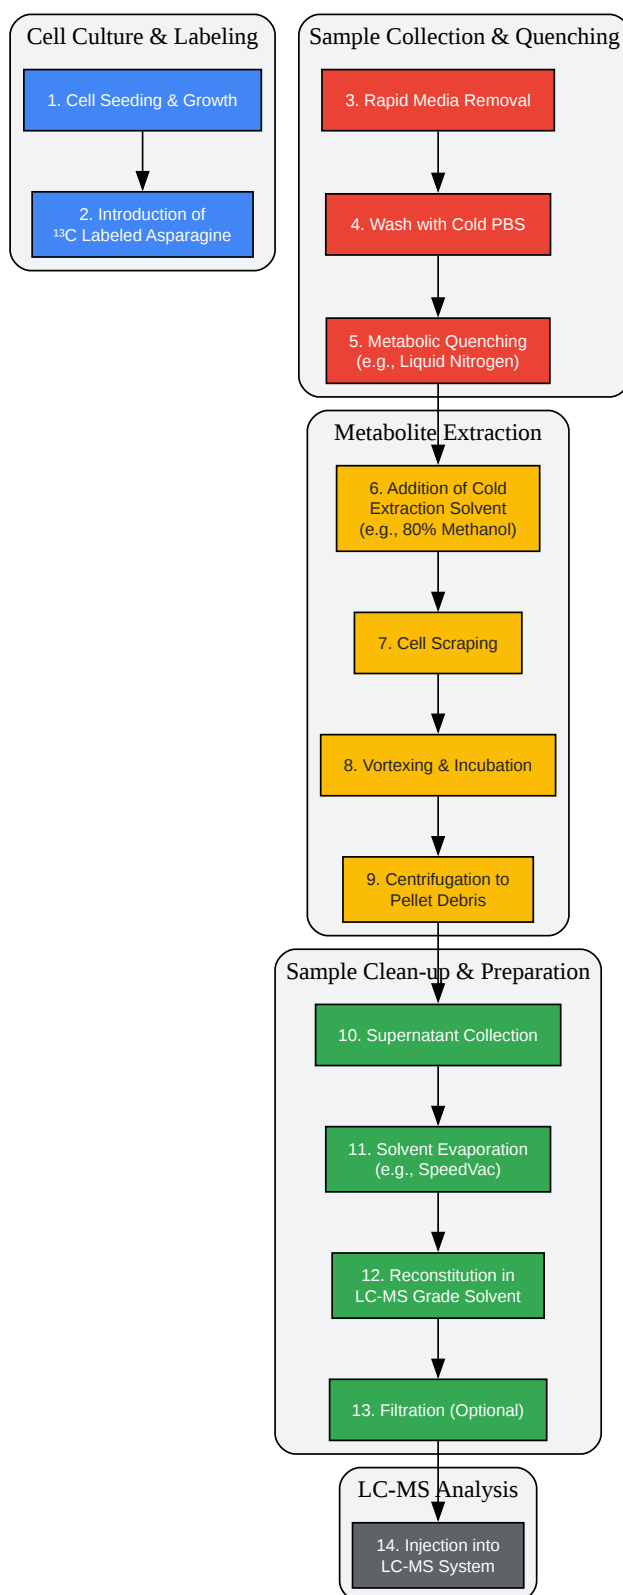 Cell Culture & Labeling
1. Cell Seeding & Growth
2. Introduction of
¹³C Labeled Asparagine
Sample Collection & Quenching
3. Rapid Media Removal
4. Wash with Cold PBS
5. Metabolic Quenching
(e.g., Liquid Nitrogen)
Metabolite Extraction
6. Addition of Cold
Extraction Solvent
(e.g., 80% Methanol)
7. Cell Scraping
8. Vortexing & Incubation
9. Centrifugation to
Pellet Debris
Sample Clean-up & Preparation
10. Supernatant Collection
11. Solvent Evaporation
(e.g., SpeedVac)
12. Reconstitution in
LC-MS Grade Solvent
13. Filtration (Optional)
LC-MS Analysis
14. Injection into
LC-MS System